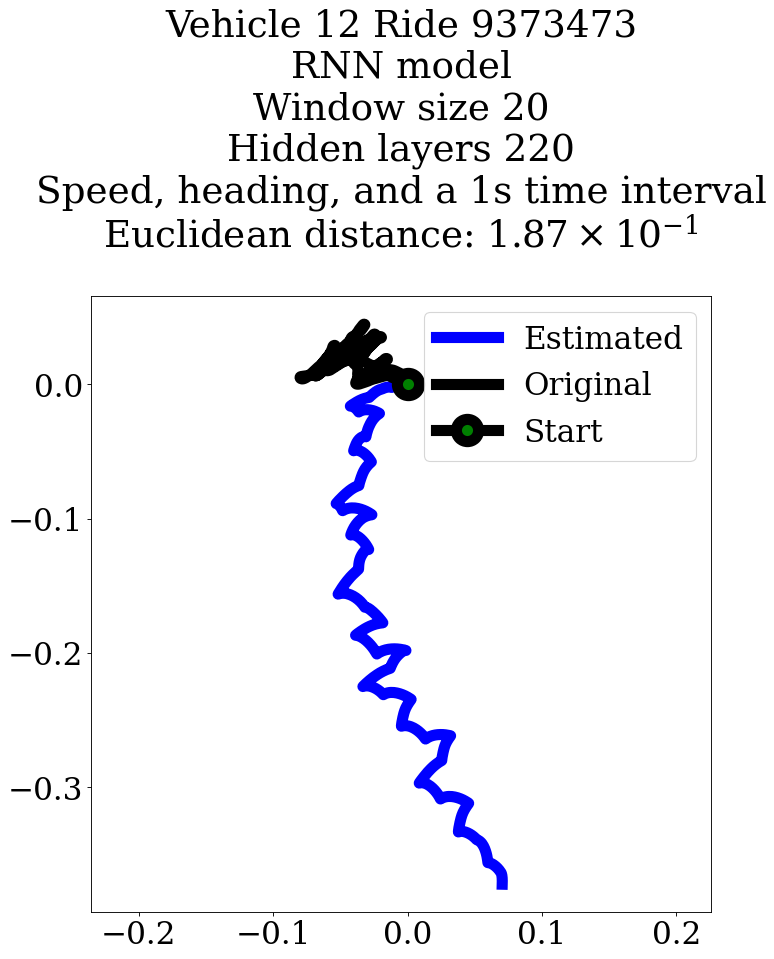 Vehicle 12 Ride 9373473
RNN model
Window size 20
Hidden layers 220
Speed, heading, and a 1s time interval
Euclidean distance: 1.87 × 10⁻¹
Estimated
Original
Start
0.0
−0.1
−0.2
−0.3
−0.2 −0.1 0.0 0.1 0.2